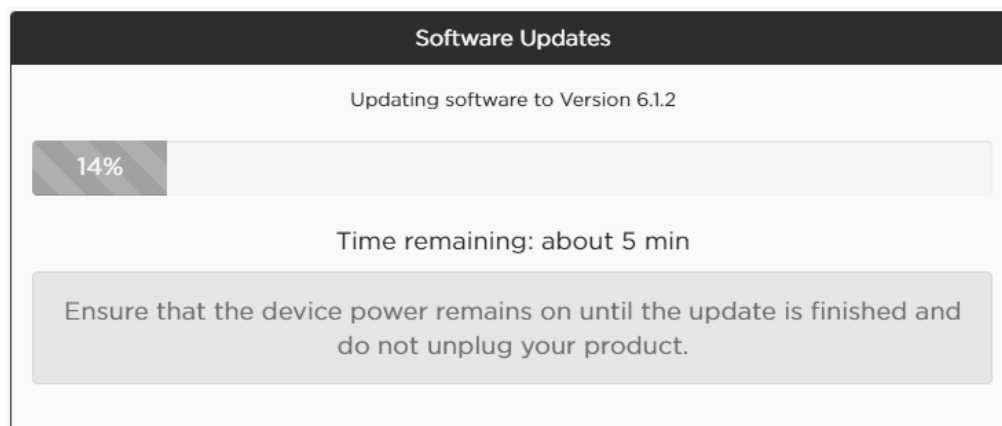 Software Updates
Updating software to Version 6.1.2
14%
Time remaining: about 5 min
Ensure that the device power remains on until the update is finished and
do not unplug your product.